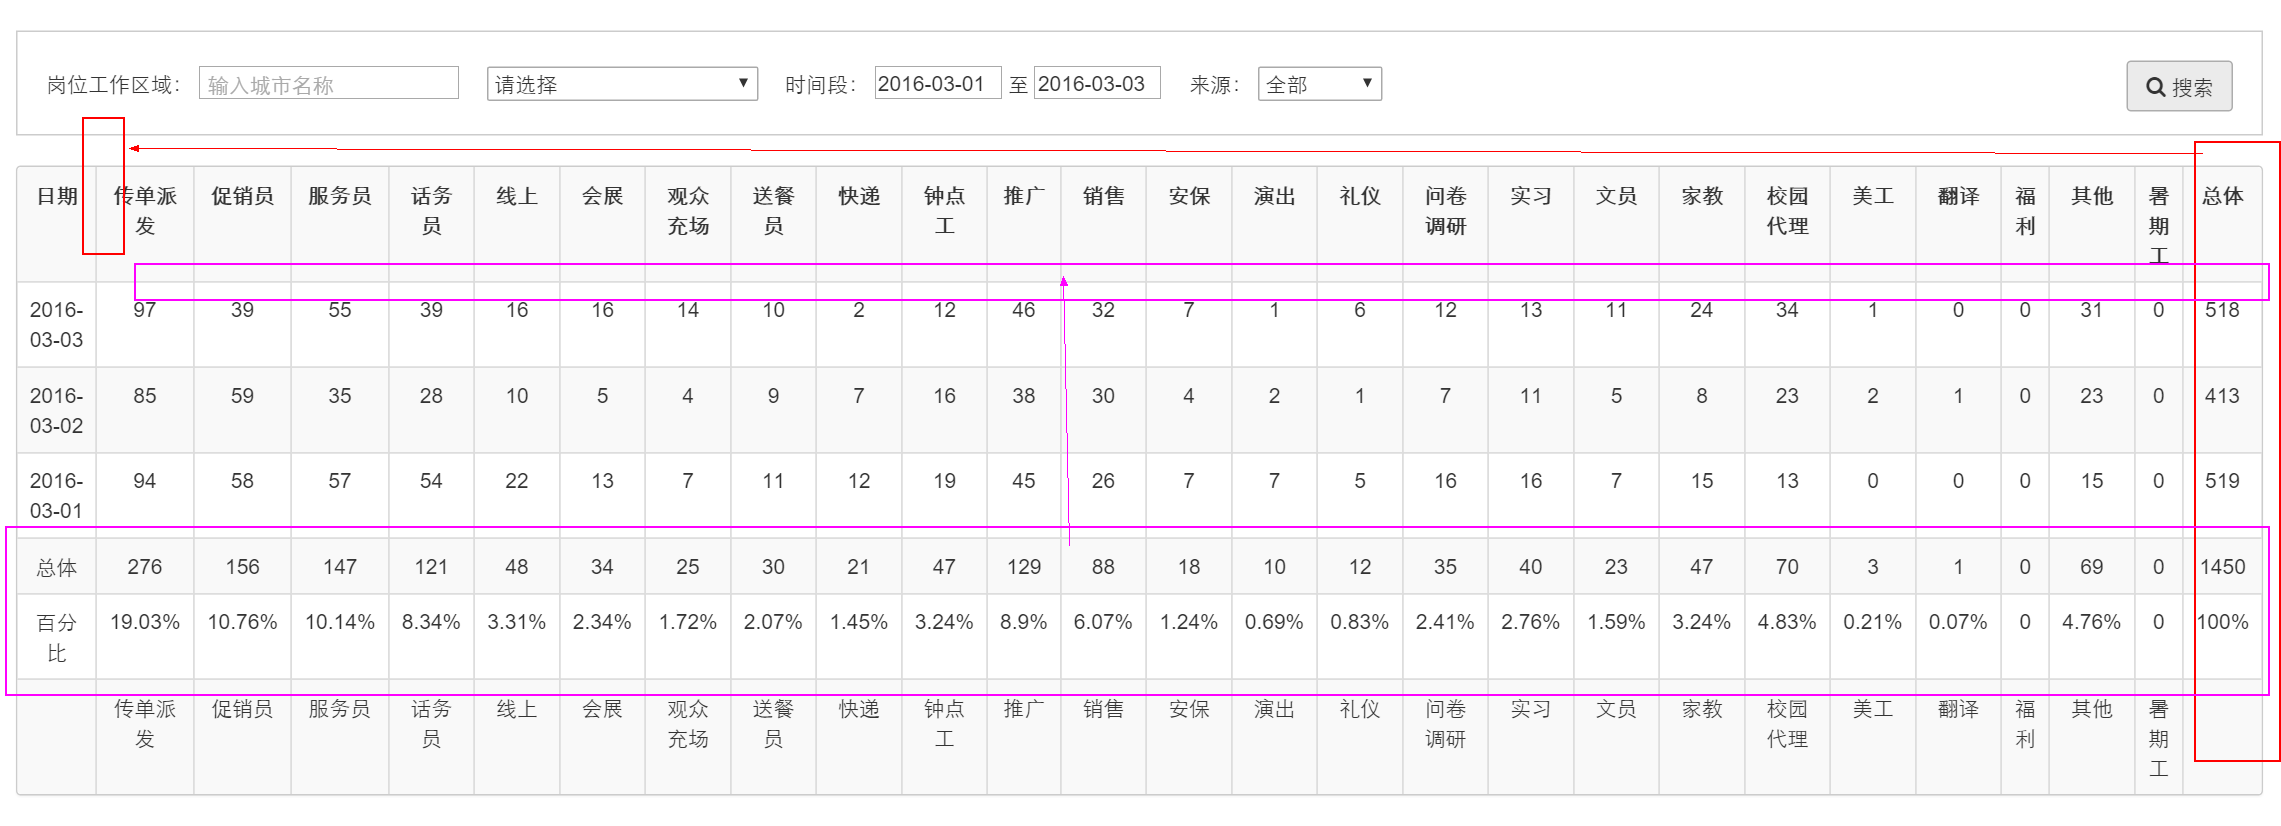 岗位工作区域： 输入城市名称 请选择 时间段： 2016-03-01 至 2016-03-03 来源： 全部 搜索
日期 传单派发 促销员 服务员 话务员 线上 会展 观众充场 送餐员 快递 钟点工 推广 销售 安保 演出 礼仪 问卷调研 实习 文员 家教 校园代理 美工 翻译 福利 其他 暑期工 总体
2016-03-03 97 39 55 39 16 16 14 10 2 12 46 32 7 1 6 12 13 11 24 34 1 0 0 31 0 518
2016-03-02 85 59 35 28 10 5 4 9 7 16 38 30 4 2 1 7 11 5 8 23 2 1 0 23 0 413
2016-03-01 94 58 57 54 22 13 7 11 12 19 45 26 7 7 5 16 16 7 15 13 0 0 0 15 0 519
总体 276 156 147 121 48 34 25 30 21 47 129 88 18 10 12 35 40 23 47 70 3 1 0 69 0 1450
百分比 19.03% 10.76% 10.14% 8.34% 3.31% 2.34% 1.72% 2.07% 1.45% 3.24% 8.9% 6.07% 1.24% 0.69% 0.83% 2.41% 2.76% 1.59% 3.24% 4.83% 0.21% 0.07% 0 4.76% 0 100%
传单派发 促销员 服务员 话务员 线上 会展 观众充场 送餐员 快递 钟点工 推广 销售 安保 演出 礼仪 问卷调研 实习 文员 家教 校园代理 美工 翻译 福利 其他 暑期工